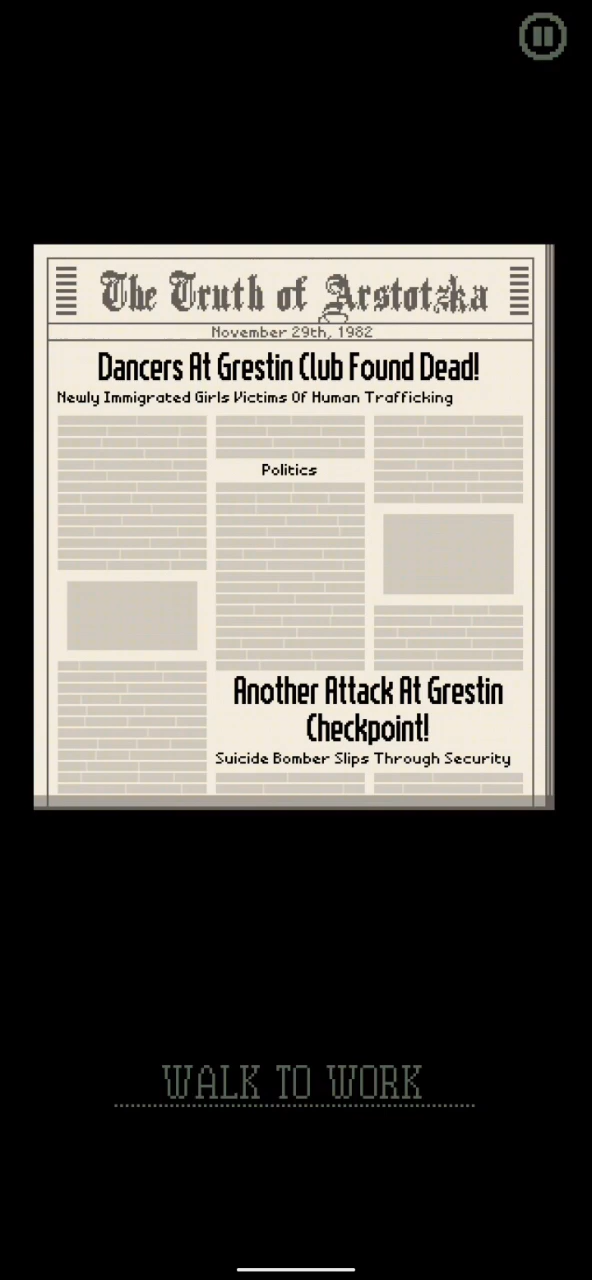 The Truth of Arstotzka
November 29th, 1982
Dancers At Grestin Club Found Dead!
Newly Immigrated Girls Victims Of Human Trafficking
Politics
Another Attack At Grestin
Checkpoint!
Suicide Bomber Slips Through Security
WALK TO WORK